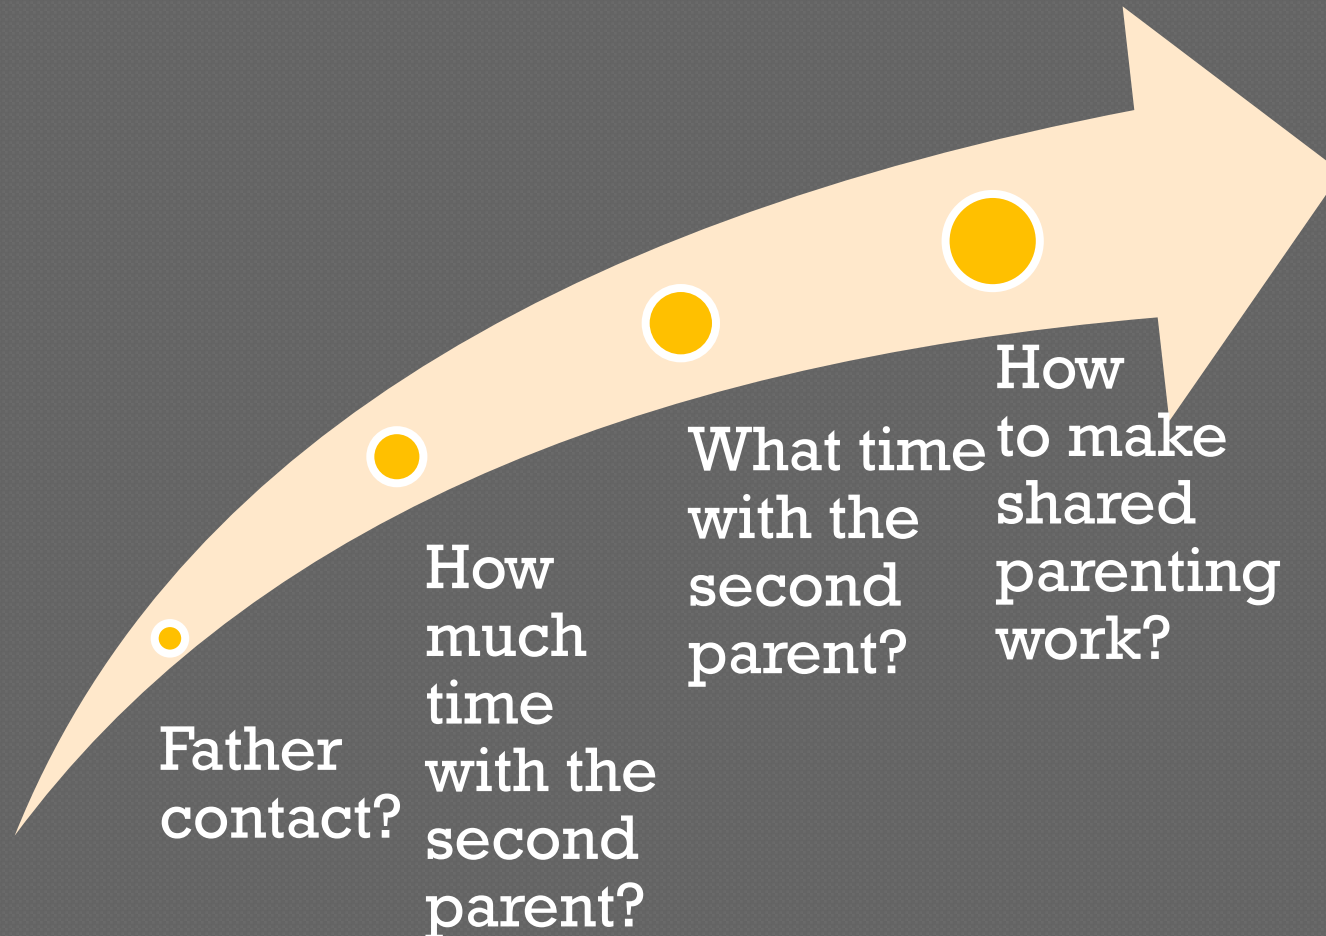 Father
contact?
How
much
time
with the
second
parent?
What time
with the
second
parent?
How
to make
shared
parenting
work?